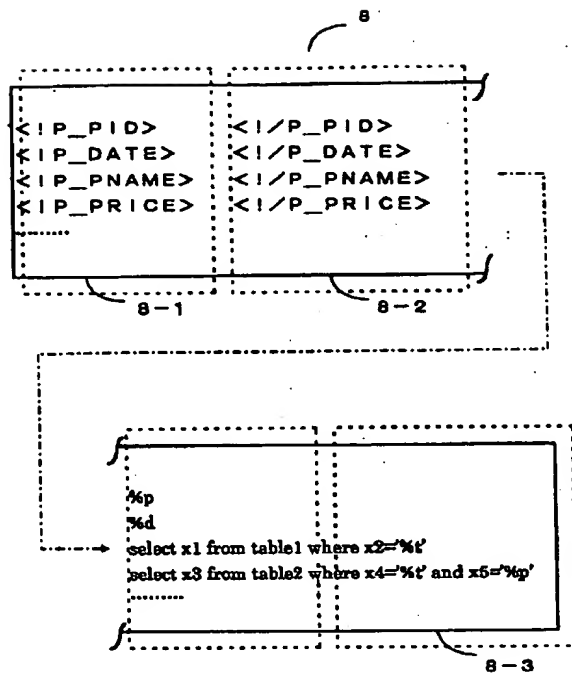 8
<!P_PID> <!/P_PID>
<!P_DATE> <!/P_DATE>
<!P_PNAME> <!/P_PNAME>
<!P_PRICE> <!/P_PRICE>
8-1 8-2
%p
%d
select x1 from table1 where x2='%t'
select x3 from table2 where x4='%t' and x5='%p'
8-3